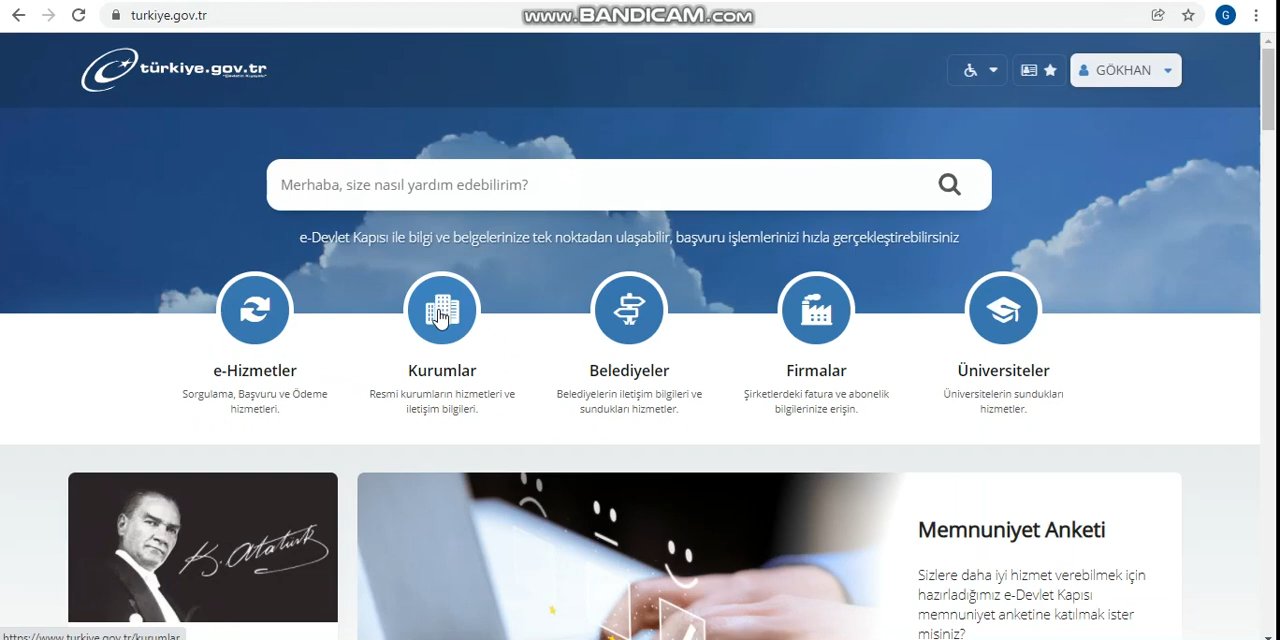 turkiye.gov.tr
www.BANDICAM.com
G
türkiye.gov.tr
GÖKHAN
Merhaba, size nasıl yardım edebilirim?
e-Devlet Kapısı ile bilgi ve belgelerinize tek noktadan ulaşabilir, başvuru işlemlerinizi hızla gerçekleştirebilirsiniz
e-Hizmetler
Sorgulama, Başvuru ve Ödeme
hizmetleri.
Kurumlar
Resmi kurumların hizmetleri ve
iletişim bilgileri.
Belediyeler
Belediyelerin iletişim bilgileri ve
sundukları hizmetler.
Firmalar
Şirketlerdeki fatura ve abonelik
bilgilerinize erişin.
Üniversiteler
Üniversitelerin sundukları
hizmetler.
K. Atatürk
Memnuniyet Anketi
Sizlere daha iyi hizmet verebilmek için
hazırladığımız e-Devlet Kapısı
memnuniyet anketine katılmak ister
misiniz?
https://www.turkiye.gov.tr/kurumlar